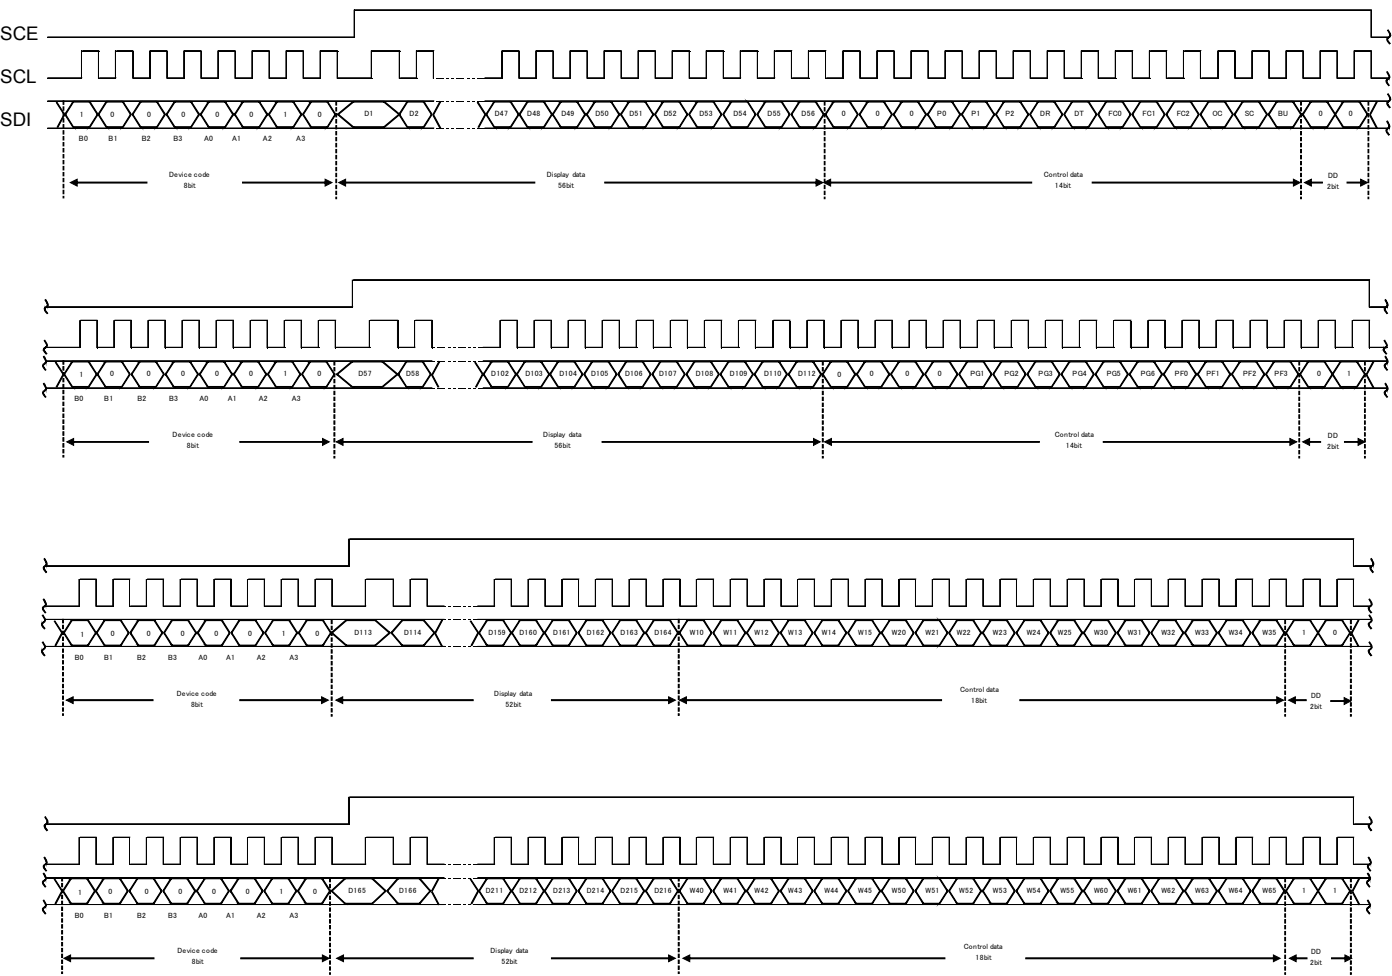 SCE
SCL
SDI
1 0 0 0 0 0 1 0 D1 D2 D47 D48 D49 D50 D51 D52 D53 D54 D55 D56 0 0 0 P0 P1 P2 DR DT FC0 FC1 FC2 OC SC BU 0 0
B0 B1 B2 B3 A0 A1 A2 A3
Device code Display data Control data DD
8bit 56bit 14bit 2bit
1 0 0 0 0 0 1 0 D57 D58 D102 D103 D104 D105 D106 D107 D108 D109 D110 D112 0 0 0 0 PG1 PG2 PG3 PG4 PG5 PG6 PF0 PF1 PF2 PF3 0 1
B0 B1 B2 B3 A0 A1 A2 A3
Device code Display data Control data DD
8bit 56bit 14bit 2bit
1 0 0 0 0 0 1 0 D113 D114 D159 D160 D161 D162 D163 D164 W10 W11 W12 W13 W14 W15 W20 W21 W22 W23 W24 W25 W30 W31 W32 W33 W34 W35 1 0
B0 B1 B2 B3 A0 A1 A2 A3
Device code Display data Control data DD
8bit 52bit 18bit 2bit
1 0 0 0 0 0 1 0 D165 D166 D211 D212 D213 D214 D215 D216 W40 W41 W42 W43 W44 W45 W50 W51 W52 W53 W54 W55 W60 W61 W62 W63 W64 W65 1 1
B0 B1 B2 B3 A0 A1 A2 A3
Device code Display data Control data DD
8bit 52bit 18bit 2bit